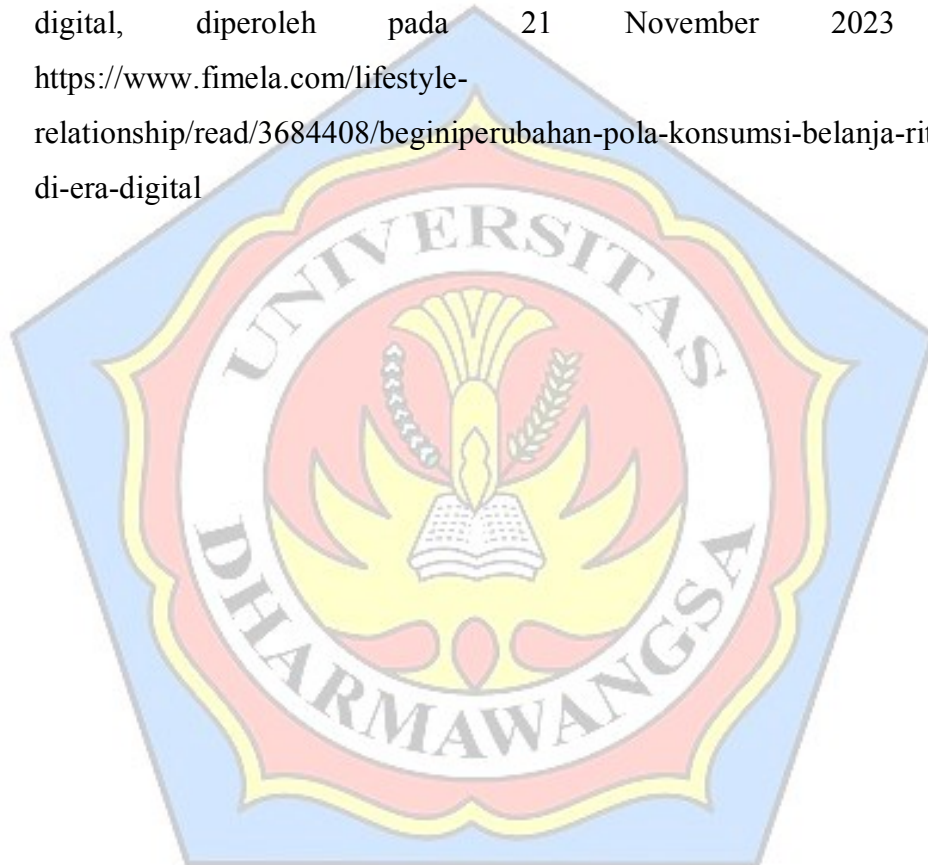 digital, diperoleh pada 21 November 2023
https://www.fimela.com/lifestyle-
relationship/read/3684408/beginiperubahan-pola-konsumsi-belanja-rit
di-era-digital
UNIVERSITAS
DHARMAWANGSA